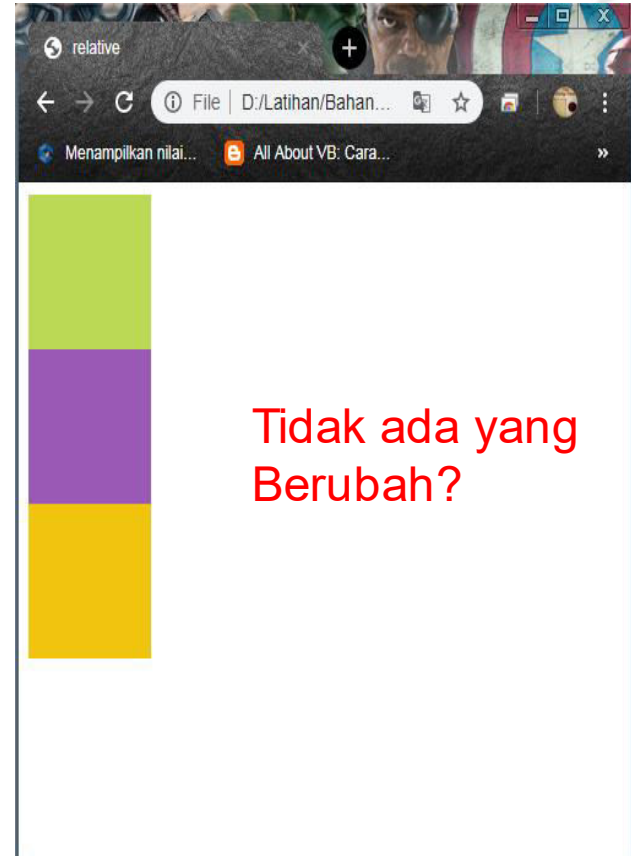 relative
File | D:/Latihan/Bahan...
Menampilkan nilai... All About VB: Cara...
Tidak ada yang
Berubah?